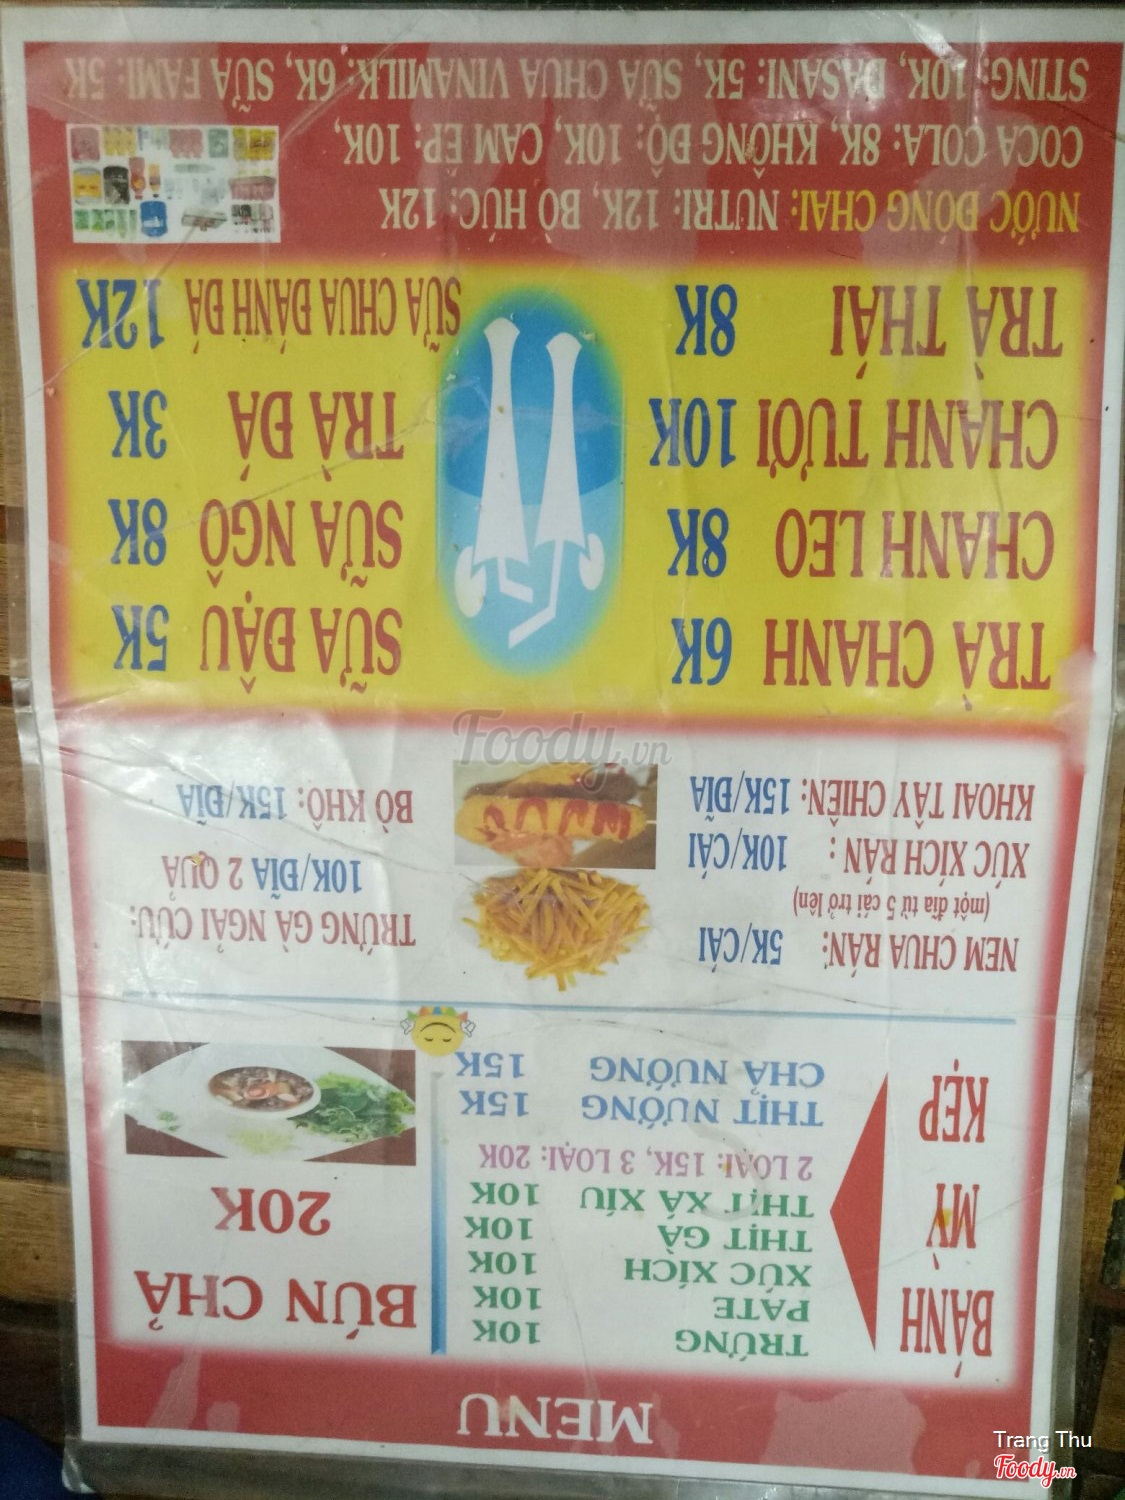 MENU
BÁNH
MỲ
KẸP
TRỨNG 10K
PATE 10K
XÚC XÍCH 10K
THỊT GÀ 10K
THỊT XÁ XÍU 10K
2 LOẠI: 15K, 3 LOẠI: 20K
THỊT NƯỚNG 15K
CHẢ NƯỚNG 15K
BÚN CHẢ
20K
NEM CHUA RÁN: 5K/CÁI
(một đĩa từ 5 cái trở lên)
XÚC XÍCH RÁN : 10K/CÁI
KHOAI TÂY CHIÊN: 15K/ĐĨA
TRỨNG GÀ NGẢI CỨU:
10K/ĐĨA 2 QUẢ
BÒ KHÔ: 15K/ĐĨA
TRÀ CHANH 6K
CHANH LEO 8K
CHANH TƯƠI 10K
TRÀ THÁI 8K
SỮA ĐẬU 5K
SỮA NGÔ 8K
TRÀ ĐÁ 3K
SỮA CHUA ĐÁNH ĐÁ 12K
NƯỚC ĐÓNG CHAI: NUTRI: 12K, BÒ HÚC: 12K
COCA COLA: 8K, KHÔNG ĐỘ: 10K, CAM ÉP: 10K,
STING: 10K, DASANI: 5K, SỮA CHUA VINAMILK: 6K, SỮA FAMI: 5K
Foody.vn
Trang Thu
Foody.vn